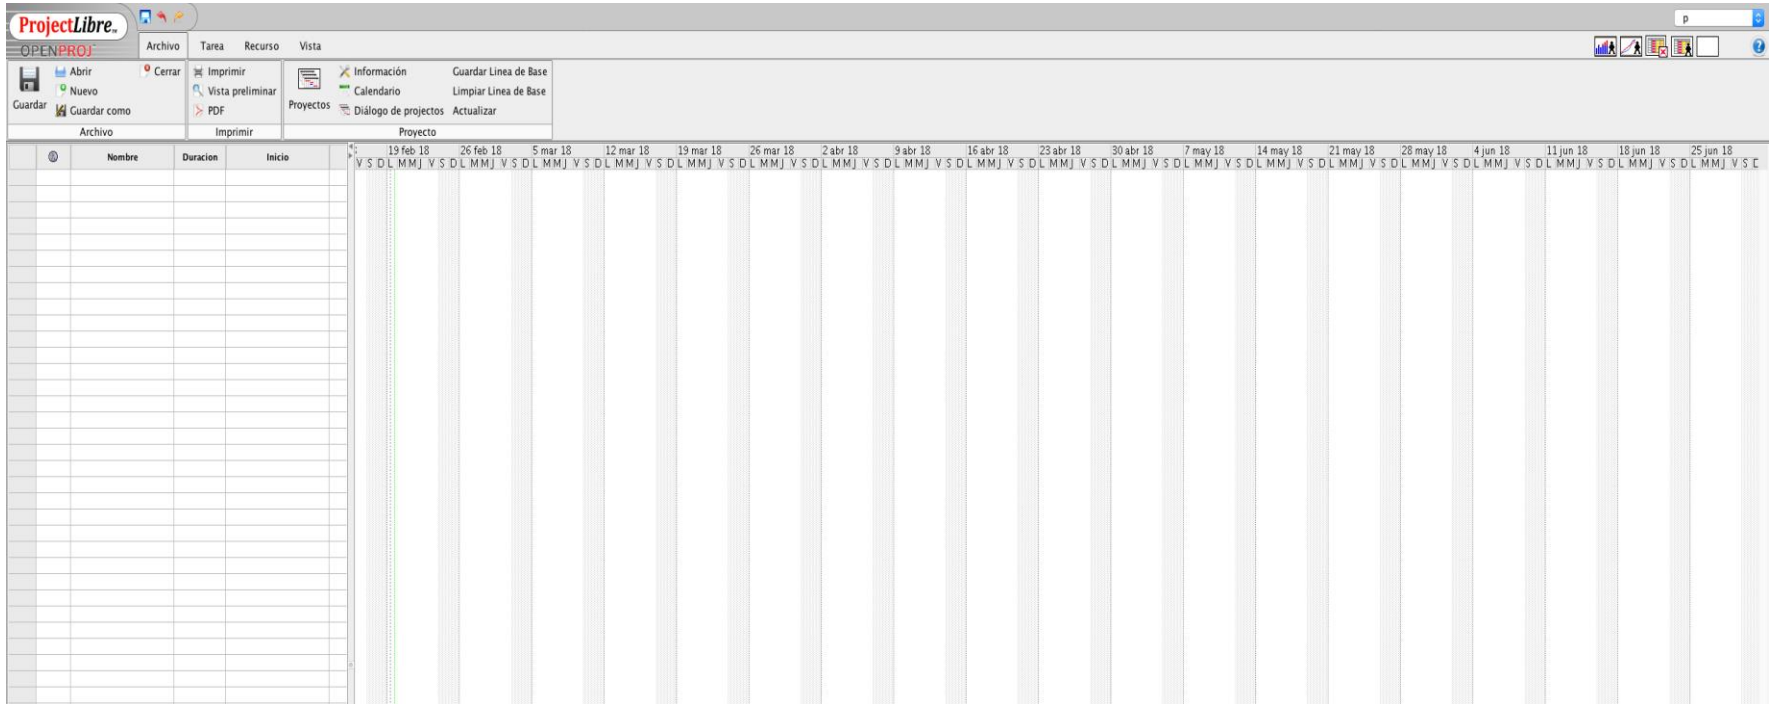 ProjectLibre™
p
OPENPROJ
Archivo Tarea Recurso Vista
Guardar
Abrir
Nuevo
Guardar como
Cerrar
Archivo
Imprimir
Vista preliminar
PDF
Imprimir
Proyectos
Información
Calendario
Diálogo de projectos
Guardar Linea de Base
Limpiar Linea de Base
Actualizar
Proyecto
Nombre Duracion Inicio
19 feb 18 26 feb 18 5 mar 18 12 mar 18 19 mar 18 26 mar 18 2 abr 18 9 abr 18 16 abr 18 23 abr 18 30 abr 18 7 may 18 14 may 18 21 may 18 28 may 18 4 jun 18 11 jun 18 18 jun 18 25 jun 18
V S D L M M J V S D L M M J V S D L M M J V S D L M M J V S D L M M J V S D L M M J V S D L M M J V S D L M M J V S D L M M J V S D L M M J V S D L M M J V S D L M M J V S D L M M J V S D L M M J V S D L M M J V S D L M M J V S D L M M J V S D L M M J V S D L M M J V S